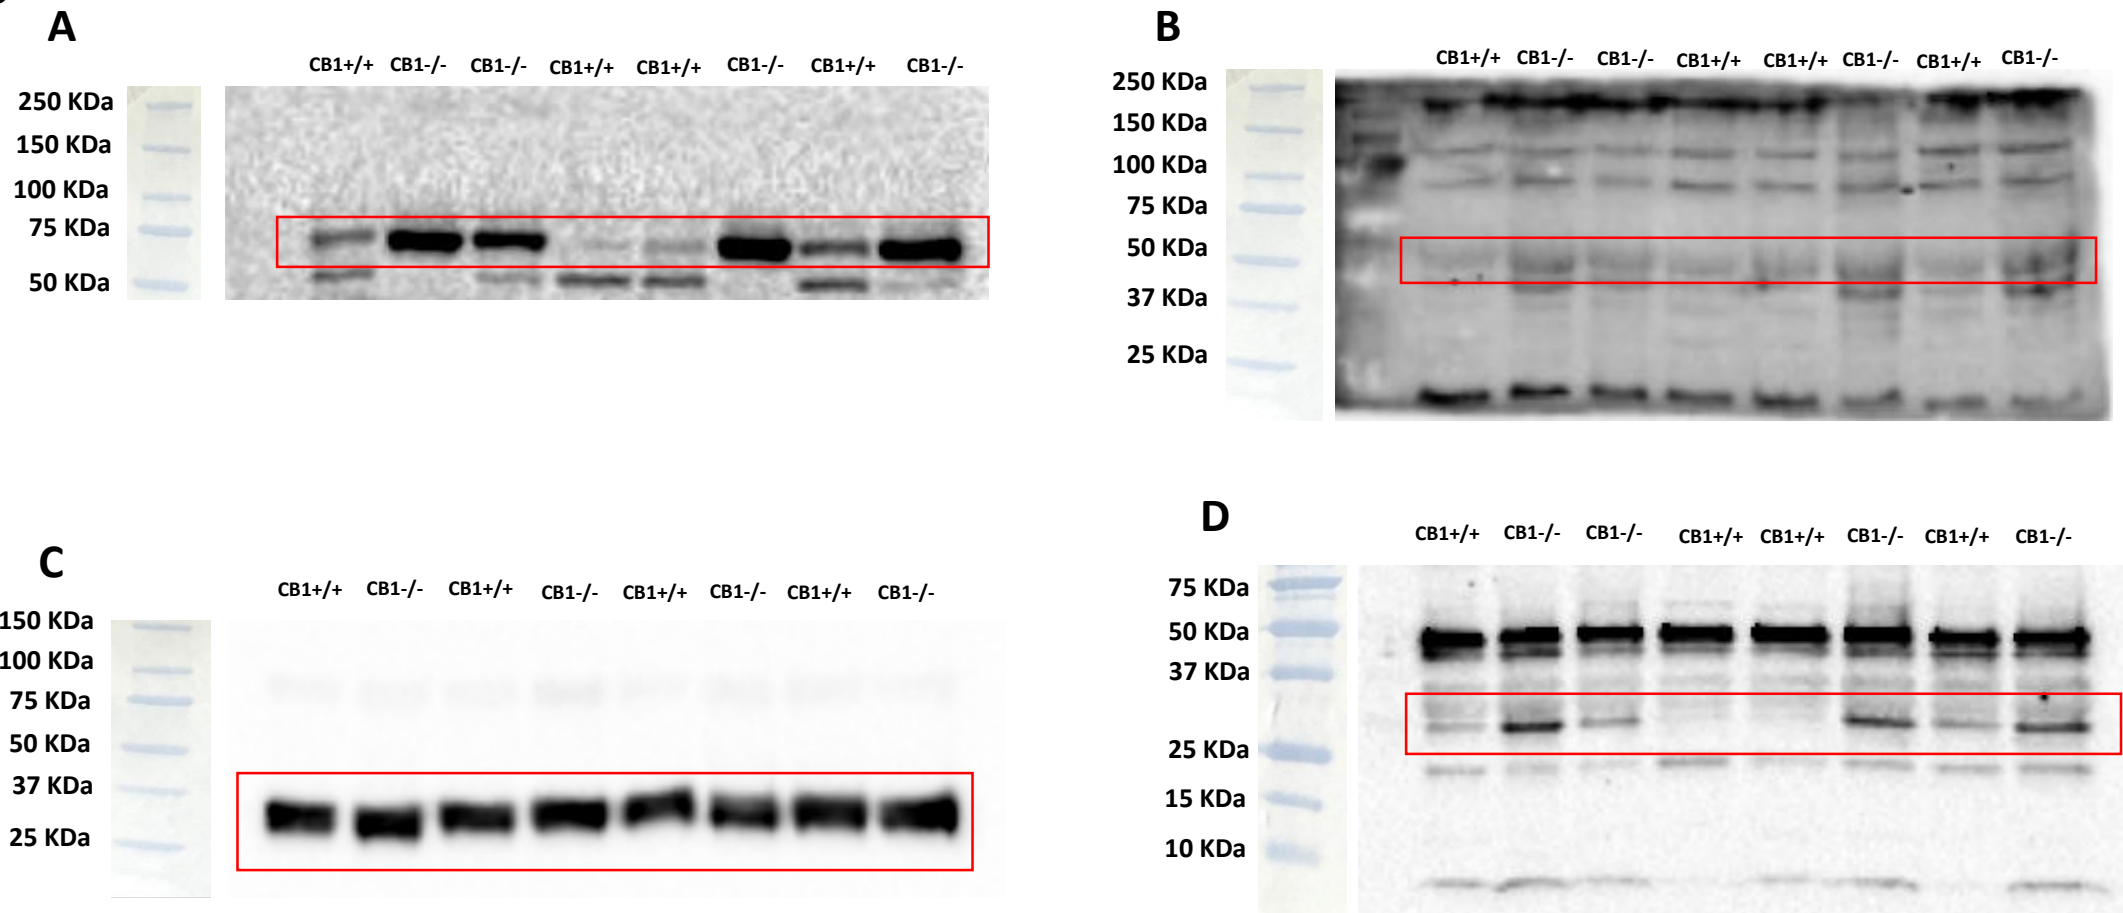 A
CB1+/+ CB1-/- CB1-/- CB1+/+ CB1+/+ CB1-/- CB1+/+ CB1-/-
250 KDa
150 KDa
100 KDa
75 KDa
50 KDa
B
CB1+/+ CB1-/- CB1-/- CB1+/+ CB1+/+ CB1-/- CB1+/+ CB1-/-
250 KDa
150 KDa
100 KDa
75 KDa
50 KDa
37 KDa
25 KDa
C
CB1+/+ CB1-/- CB1+/+ CB1-/- CB1+/+ CB1-/- CB1+/+ CB1-/-
150 KDa
100 KDa
75 KDa
50 KDa
37 KDa
25 KDa
D
CB1+/+ CB1-/- CB1-/- CB1+/+ CB1+/+ CB1-/- CB1+/+ CB1-/-
75 KDa
50 KDa
37 KDa
25 KDa
15 KDa
10 KDa